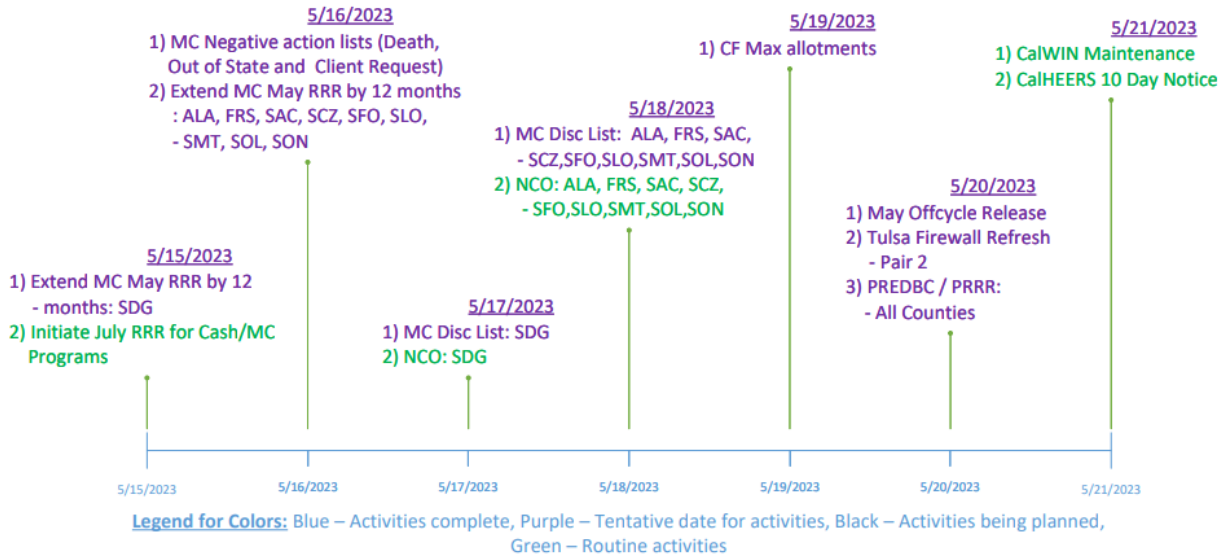 5/15/2023
1) Extend MC May RRR by 12
- months: SDG
2) Initiate July RRR for Cash/MC
Programs
5/16/2023
1) MC Negative action lists (Death,
Out of State and Client Request)
2) Extend MC May RRR by 12 months
: ALA, FRS, SAC, SCZ, SFO, SLO,
- SMT, SOL, SON
5/17/2023
1) MC Disc List: SDG
2) NCO: SDG
5/18/2023
1) MC Disc List: ALA, FRS, SAC,
- SCZ,SFO,SLO,SMT,SOL,SON
2) NCO: ALA, FRS, SAC, SCZ,
- SFO,SLO,SMT,SOL,SON
5/19/2023
1) CF Max allotments
5/20/2023
1) May Offcycle Release
2) Tulsa Firewall Refresh
- Pair 2
3) PREDBC / PRRR:
- All Counties
5/21/2023
1) CalWIN Maintenance
2) CalHEERS 10 Day Notice
5/15/2023
5/16/2023
5/17/2023
5/18/2023
5/19/2023
5/20/2023
5/21/2023
Legend for Colors: Blue – Activities complete, Purple – Tentative date for activities, Black – Activities being planned,
Green – Routine activities